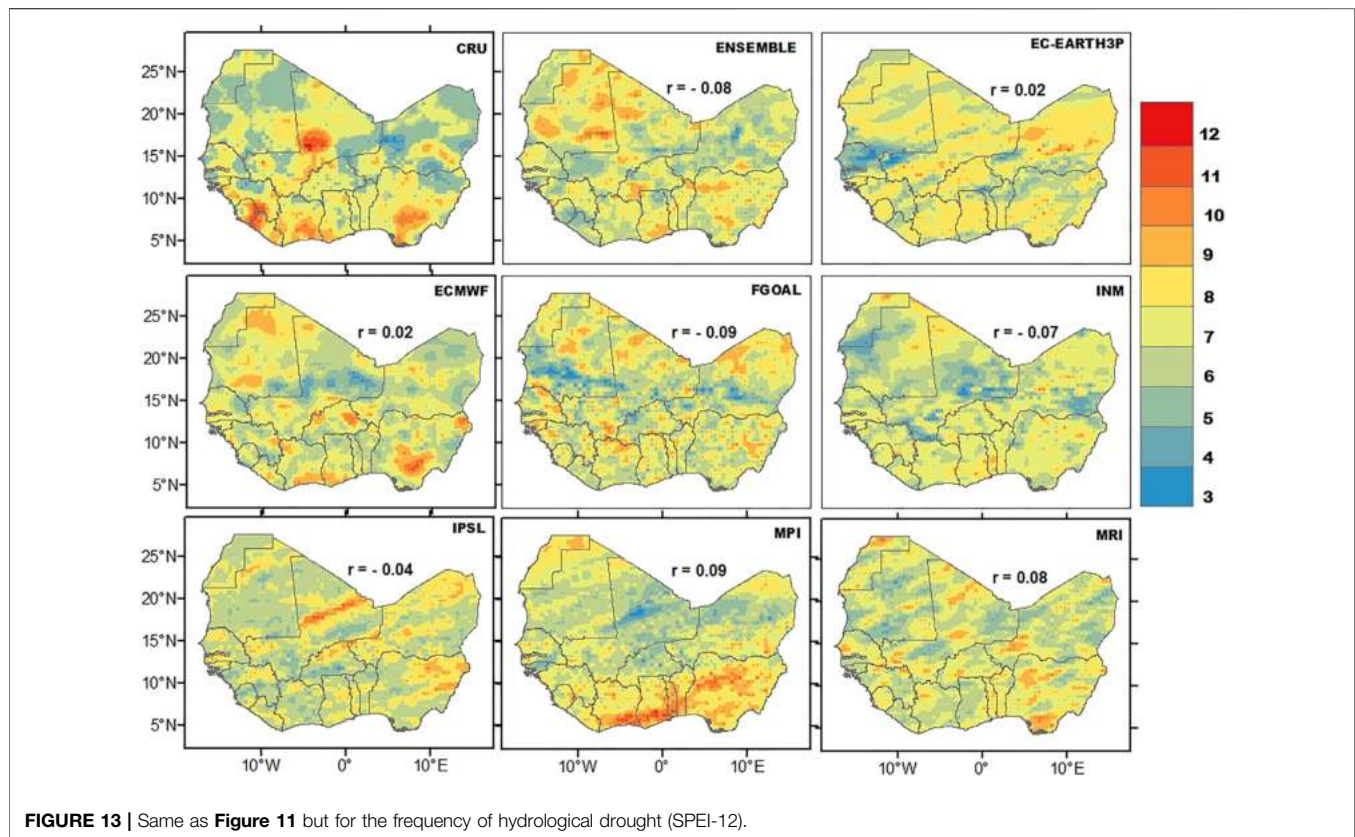 CRU
ENSEMBLE
EC-EARTH3P
25°N
20°N
15°N
10°N
5°N
r = - 0.08
r = 0.02
12
11
10
9
8
7
6
5
4
3
ECMWF
FGOAL
INM
25°N
20°N
15°N
10°N
5°N
r = 0.02
r = - 0.09
r = - 0.07
IPSL
MPI
MRI
25°N
20°N
15°N
10°N
5°N
r = - 0.04
r = 0.09
r = 0.08
10°W 0° 10°E
10°W 0° 10°E
10°W 0° 10°E
FIGURE 13 | Same as Figure 11 but for the frequency of hydrological drought (SPEI-12).